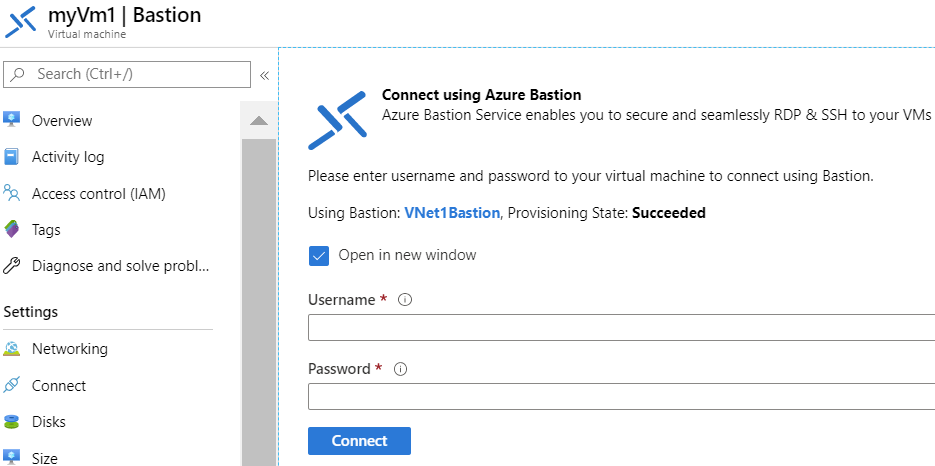 myVm1 | Bastion
Virtual machine
Search (Ctrl+/)
«
Overview
Activity log
Access control (IAM)
Tags
Diagnose and solve probl...
Settings
Networking
Connect
Disks
Size
Connect using Azure Bastion
Azure Bastion Service enables you to secure and seamlessly RDP & SSH to your VMs
Please enter username and password to your virtual machine to connect using Bastion.
Using Bastion: VNet1Bastion, Provisioning State: Succeeded
Open in new window
Username *
Password *
Connect